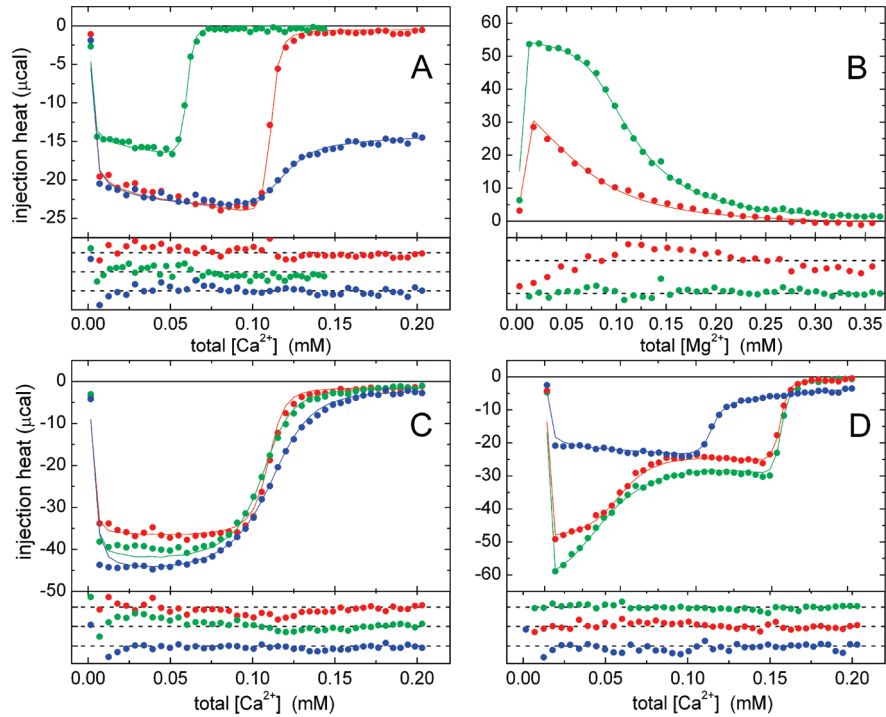 A
injection heat (μcal)
0
-5
-10
-15
-20
-25
0.00 0.05 0.10 0.15 0.20
total [Ca²⁺] (mM)
B
60
50
40
30
20
10
0
0.00 0.05 0.10 0.15 0.20 0.25 0.30 0.35
total [Mg²⁺] (mM)
C
injection heat (μcal)
0
-10
-20
-30
-40
-50
0.00 0.05 0.10 0.15 0.20
total [Ca²⁺] (mM)
D
0
-10
-20
-30
-40
-50
-60
0.00 0.05 0.10 0.15 0.20
total [Ca²⁺] (mM)